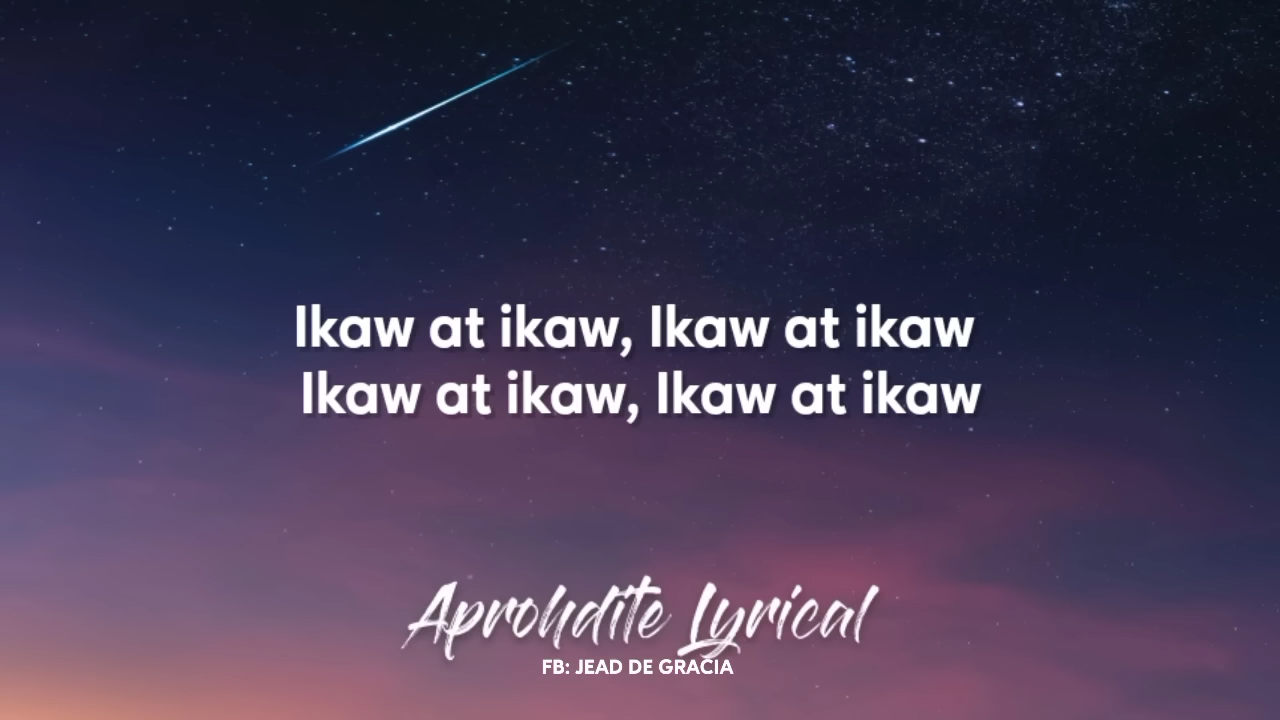 Ikaw at ikaw, Ikaw at ikaw
Ikaw at ikaw, Ikaw at ikaw
Aprohdite Lyrical
FB: JEAD DE GRACIA